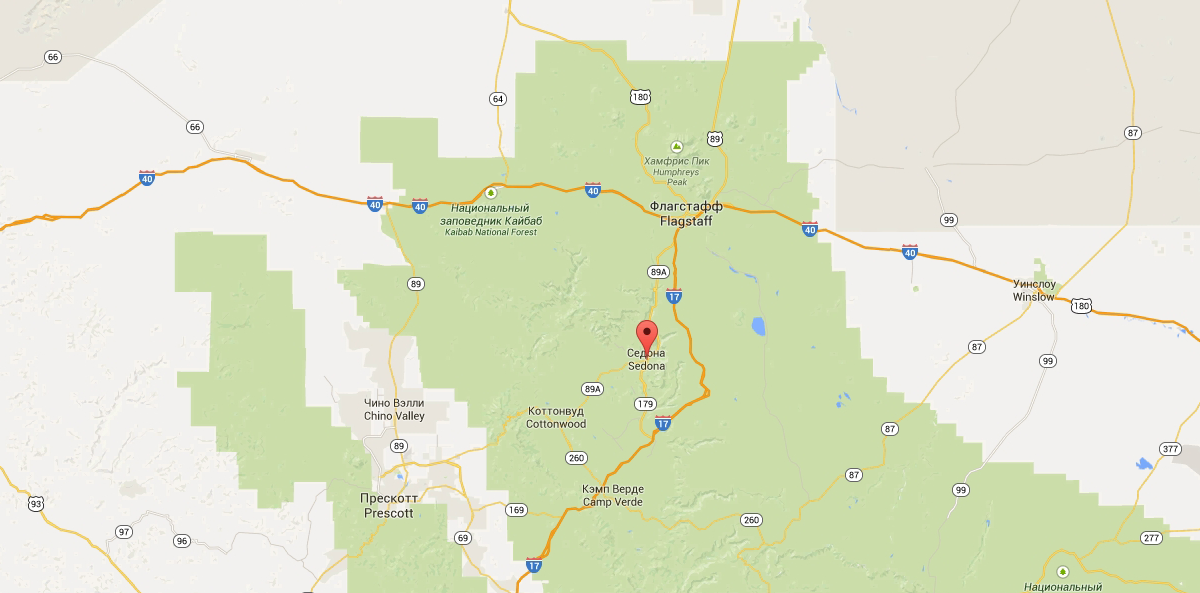 66
64
180
66
89
87
Хамфрис Пик
Humphreys
Peak
40
40
40
40
Национальный
заповедник Кайбаб
Kaibab National Forest
Флагстафф
Flagstaff
99
40
40
89A
89
17
Уинслоу
Winslow
180
Седона
Sedona
87
99
89A
179
Чино Вэлли
Chino Valley
Коттонвуд
Cottonwood
17
87
89
377
260
87
Кэмп Верде
Camp Verde
99
Прескотт
Prescott
93
169
260
97
96
69
277
17
Национальный